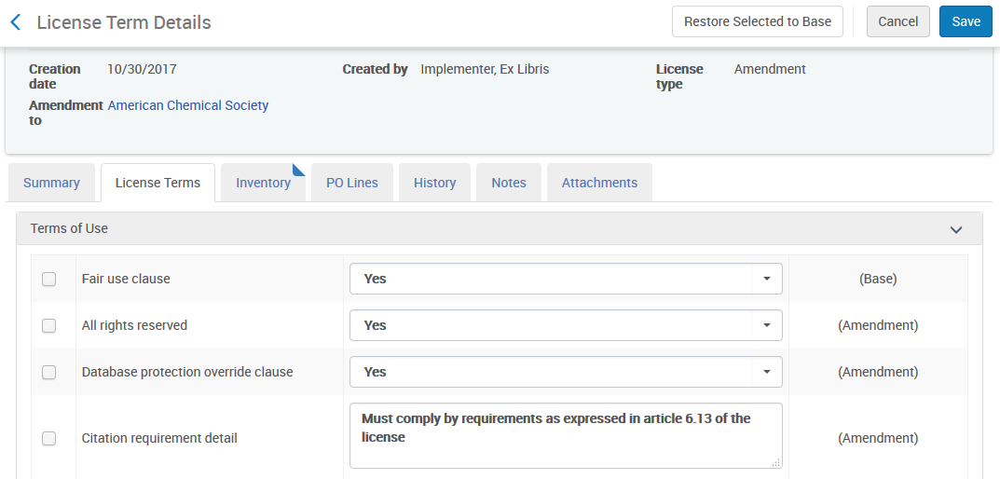 License Term Details
Restore Selected to Base
Cancel
Save
Creation date
10/30/2017
Created by
Implementer, Ex Libris
License type
Amendment
Amendment to
American Chemical Society
Summary
License Terms
Inventory
PO Lines
History
Notes
Attachments
Terms of Use
Fair use clause
Yes
(Base)
All rights reserved
Yes
(Amendment)
Database protection override clause
Yes
(Amendment)
Citation requirement detail
Must comply by requirements as expressed in article 6.13 of the
license
(Amendment)